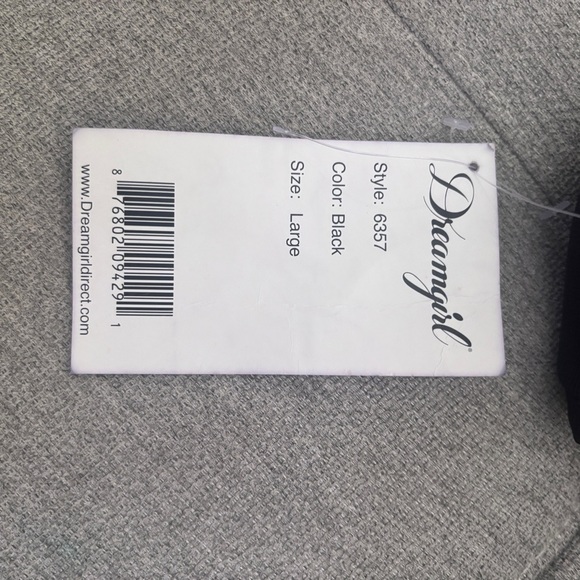 Dreamgirl®
Style: 6357
Color: Black
Size: Large
8 76802 09429 1
www.Dreamgirldirect.com